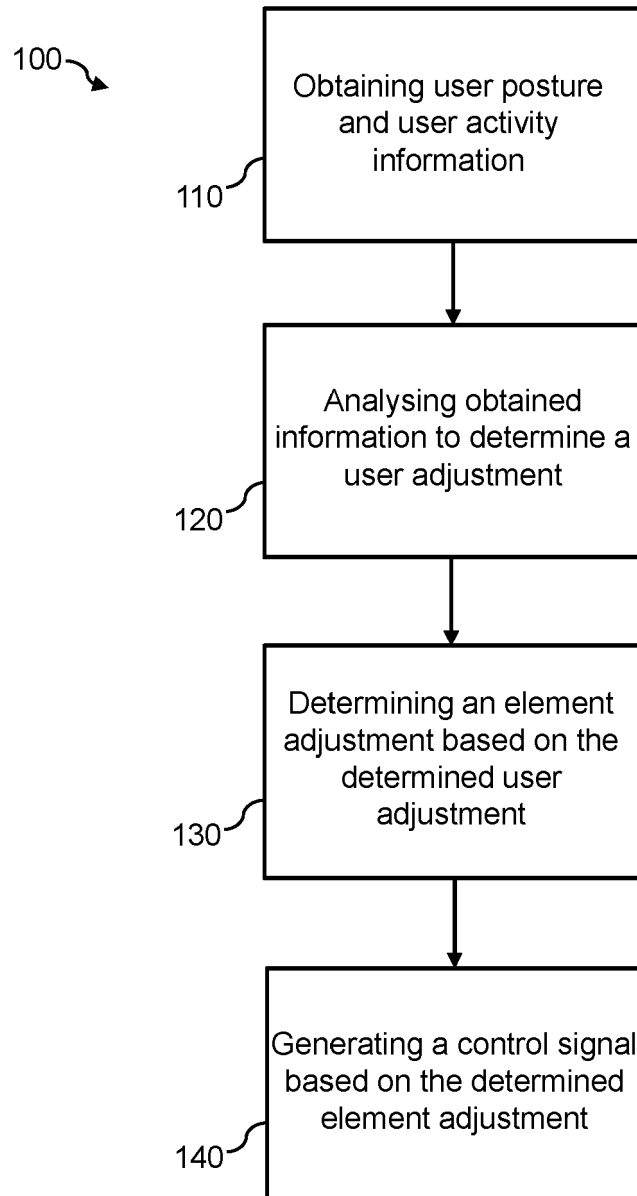 100
Obtaining user posture
and user activity
information
110
Analysing obtained
information to determine a
user adjustment
120
Determining an element
adjustment based on the
determined user
adjustment
130
Generating a control signal
based on the determined
element adjustment
140